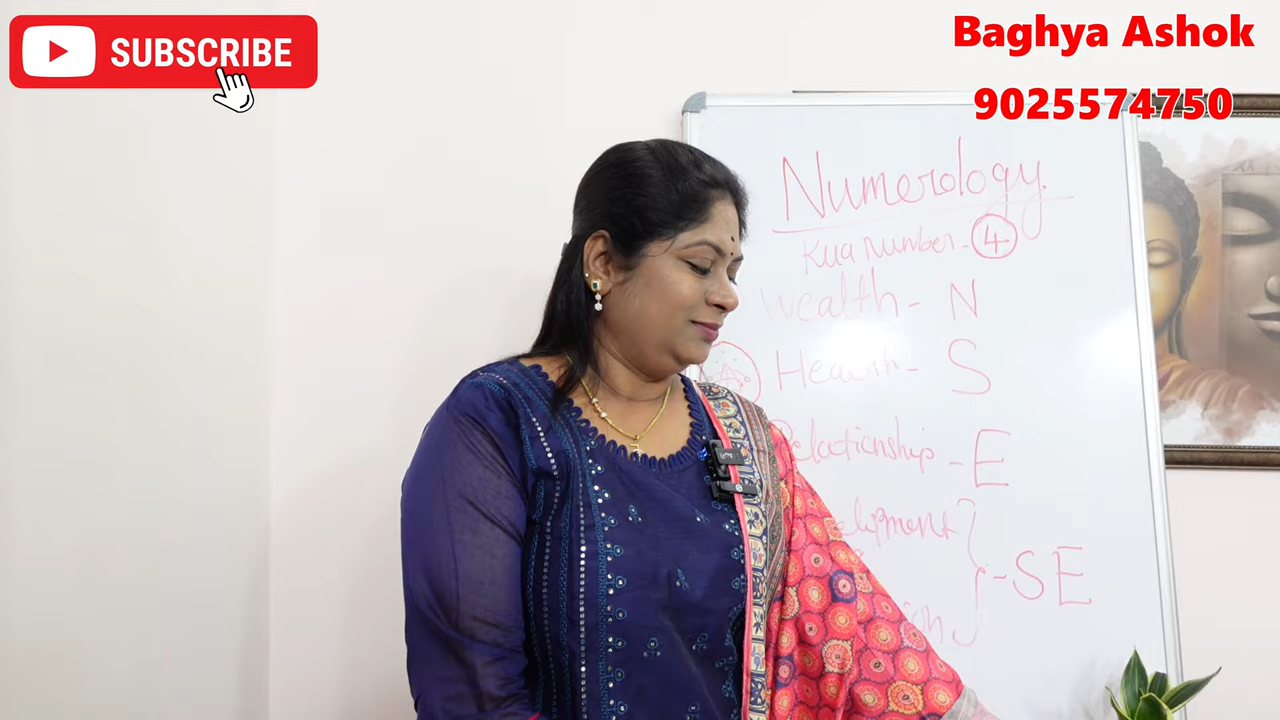 SUBSCRIBE
Baghya Ashok
9025574750
Numerology
Kua Number - 4
Wealth - N
Health - S
Relationship - E
- SE